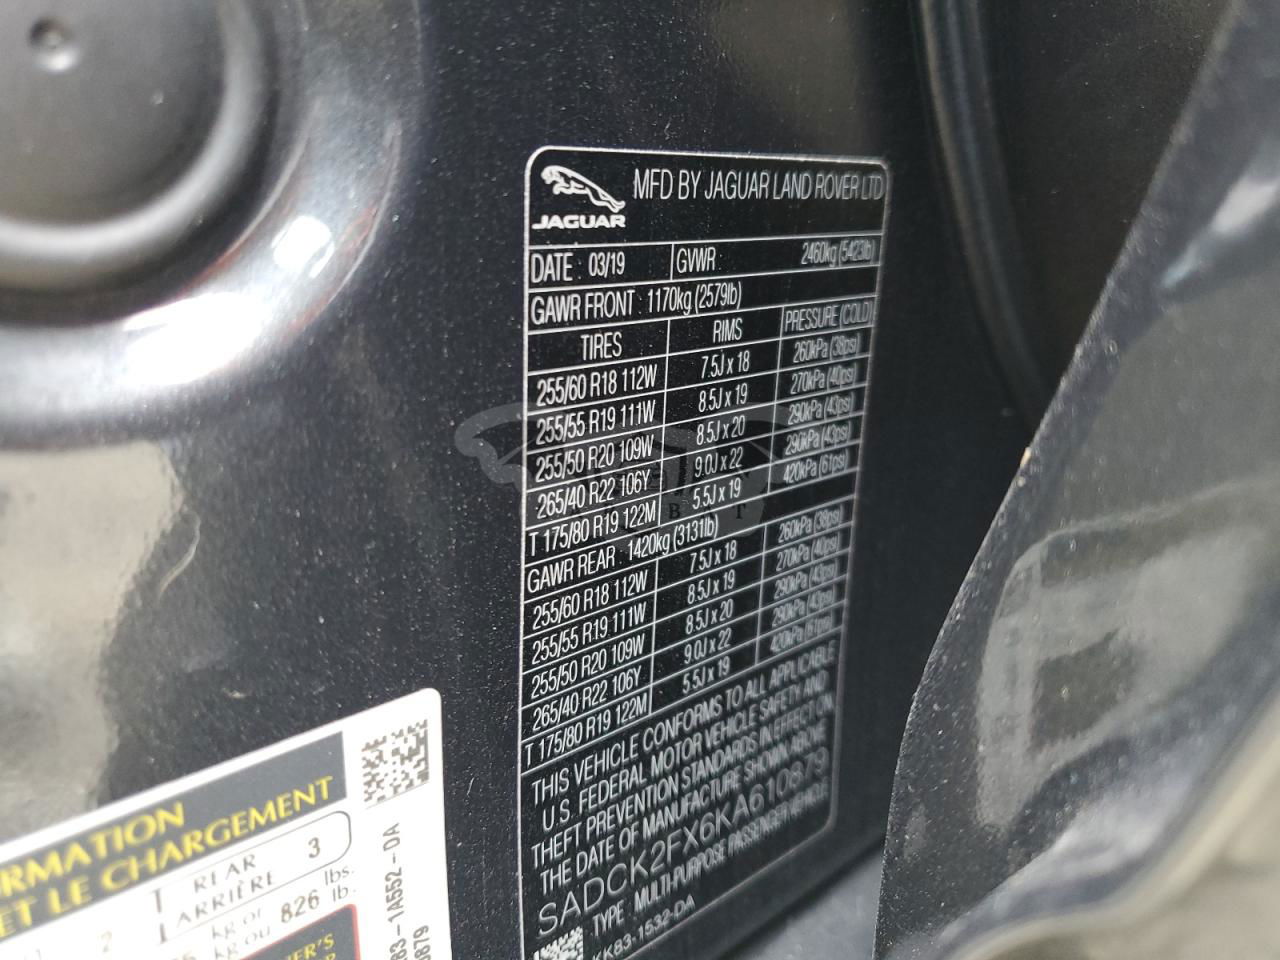 JAGUAR
MFD BY JAGUAR LAND ROVER LTD
DATE : 03/19 GVWR 2460kg (5423lb)
GAWR FRONT : 1170kg (2579lb)
TIRES RIMS PRESSURE (COLD)
255/60 R18 112W 7.5J x 18 260kPa (38psi)
255/55 R19 111W 8.5J x 19 270kPa (40psi)
255/50 R20 109W 8.5J x 20 290kPa (43psi)
265/40 R22 106Y 9.0J x 22 290kPa (43psi)
T 175/80 R19 122M 5.5J x 19 420kPa (61psi)
GAWR REAR : 1420kg (3131lb)
255/60 R18 112W 7.5J x 18 260kPa (38psi)
255/55 R19 111W 8.5J x 19 270kPa (40psi)
255/50 R20 109W 8.5J x 20 290kPa (43psi)
265/40 R22 106Y 9.0J x 22 290kPa (43psi)
T 175/80 R19 122M 5.5J x 19 420kPa (61psi)
THIS VEHICLE CONFORMS TO ALL APPLICABLE
U.S. FEDERAL MOTOR VEHICLE SAFETY AND
THEFT PREVENTION STANDARDS IN EFFECT ON
THE DATE OF MANUFACTURE SHOWN ABOVE
SADCK2FX6KA610879
TYPE : MULTI-PURPOSE PASSENGER VEHICLE
KK83-1532-DA
RMATION
ET LE CHARGEMENT
2 REAR 3
ARRIÈRE
kg or 826 lbs.
kg ou lb.
83-1A552-DA
0879